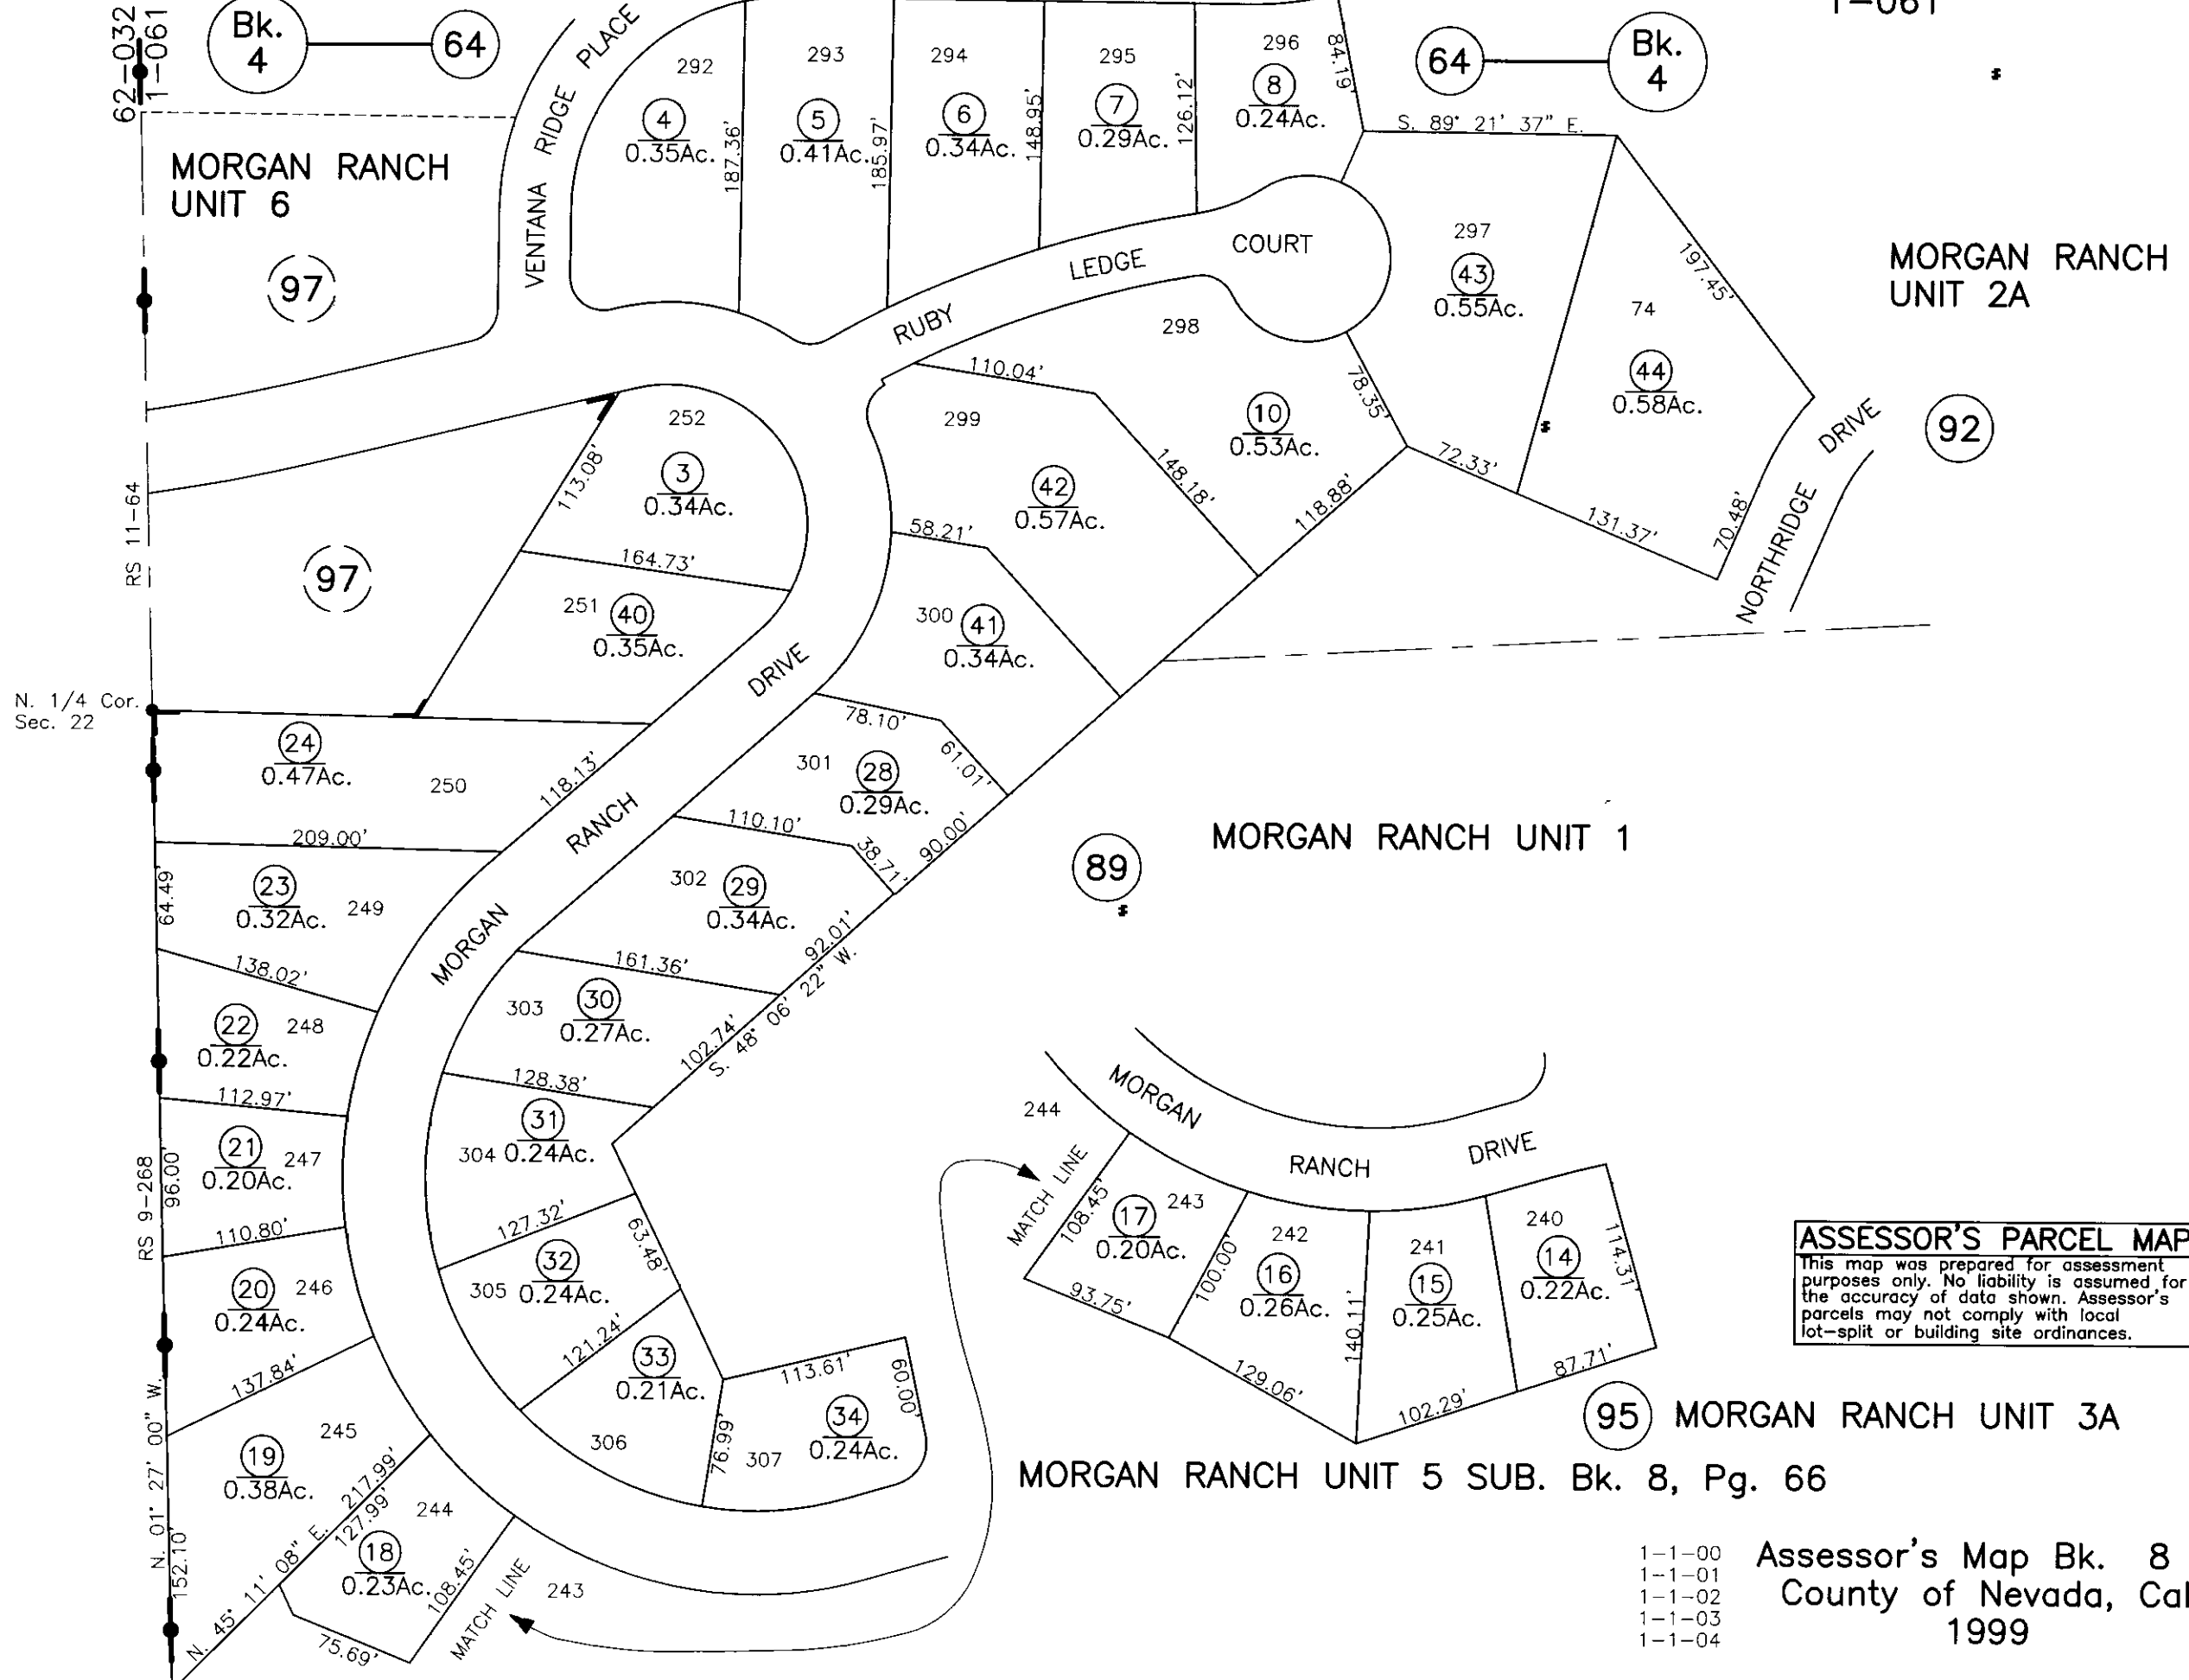 62-032
1-061
Bk.
4
64
1-061
64
Bk.
4
VENTANA RIDGE PLACE
292
4
0.35Ac.
187.36'
293
5
0.41Ac.
185.97'
294
6
0.34Ac.
148.95'
295
7
0.29Ac.
126.12'
296
8
0.24Ac.
84.19'
S. 89° 21' 37" E.
MORGAN RANCH
UNIT 6
97
RUBY LEDGE COURT
297
43
0.55Ac.
197.45'
74
44
0.58Ac.
MORGAN RANCH
UNIT 2A
92
NORTHRIDGE DRIVE
70.48'
131.37'
72.33'
78.35'
298
10
0.53Ac.
110.04'
148.18'
118.88'
299
42
0.57Ac.
58.21'
252
3
0.34Ac.
113.08'
164.73'
251
40
0.35Ac.
300
41
0.34Ac.
RS 11-64
97
N. 1/4 Cor.
Sec. 22
24
0.47Ac.
250
118.13'
209.00'
MORGAN RANCH DRIVE
78.10'
61.01'
301
28
0.29Ac.
110.10'
38.71'
90.00'
MORGAN RANCH UNIT 1
89
64.49'
23
0.32Ac.
249
138.02'
302
29
0.34Ac.
92.01'
S. 48° 06' 22" W.
161.36'
303
30
0.27Ac.
102.74'
128.38'
22
0.22Ac.
248
112.97'
31
304
0.24Ac.
127.32'
63.48'
RS 9-268
96.00'
21
0.20Ac.
247
110.80'
32
305
0.24Ac.
121.24'
20
0.24Ac.
246
137.84'
33
0.21Ac.
306
76.99'
113.61'
60.00'
34
0.24Ac.
307
N. 01° 27' 00" W.
152.10'
245
19
0.38Ac.
217.99'
127.99'
N. 45° 11' 08" E.
244
18
0.23Ac.
108.45'
75.69'
MATCH LINE
243
244
MORGAN RANCH DRIVE
MATCH LINE
108.45'
17
243
0.20Ac.
93.75'
100.00'
242
16
0.26Ac.
129.06'
140.11'
241
15
0.25Ac.
102.29'
240
14
0.22Ac.
114.31'
87.71'
ASSESSOR'S PARCEL MAP
This map was prepared for assessment
purposes only. No liability is assumed for
the accuracy of data shown. Assessor's
parcels may not comply with local
lot-split or building site ordinances.
95 MORGAN RANCH UNIT 3A
MORGAN RANCH UNIT 5 SUB. Bk. 8, Pg. 66
1-1-00
1-1-01
1-1-02
1-1-03
1-1-04
Assessor's Map Bk. 8
County of Nevada, Cal
1999